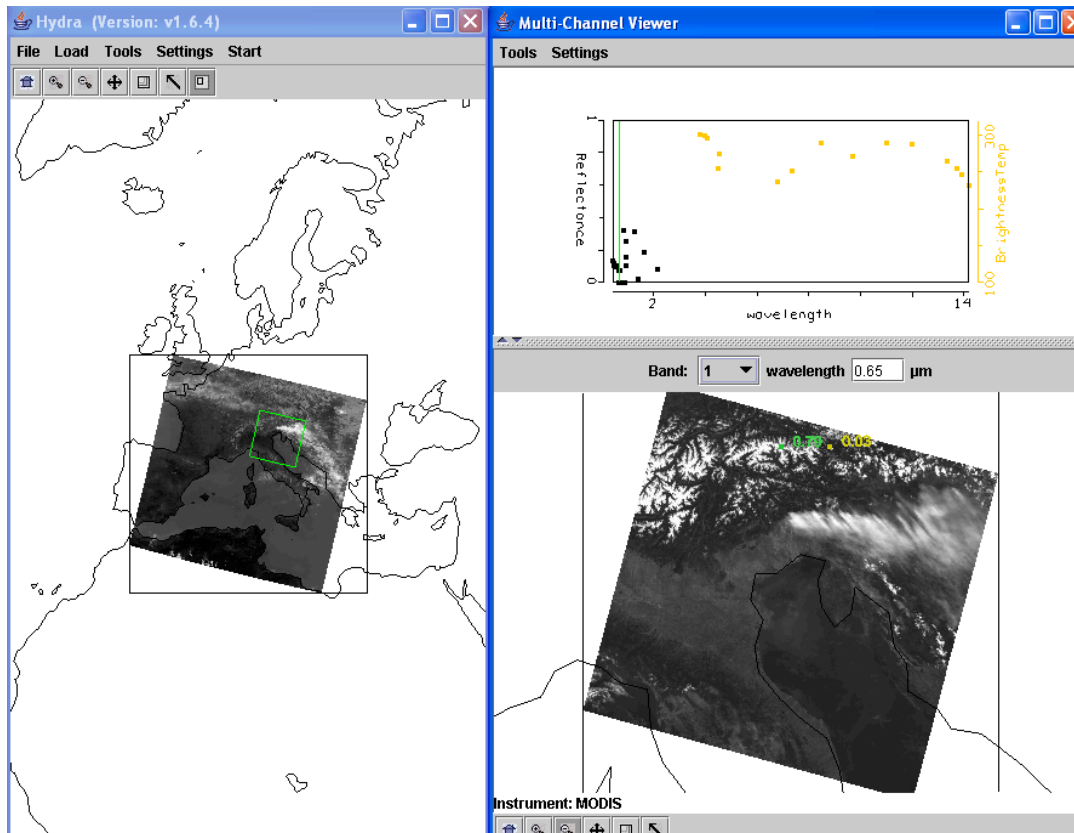 Hydra (Version: v1.6.4)
File Load Tools Settings Start
Multi-Channel Viewer
Tools Settings
1
Reflectance
0
300
BrightnessTemp
100
2
14
wavelength
Band: 1 wavelength 0.65 µm
0.79 0.03
Instrument: MODIS